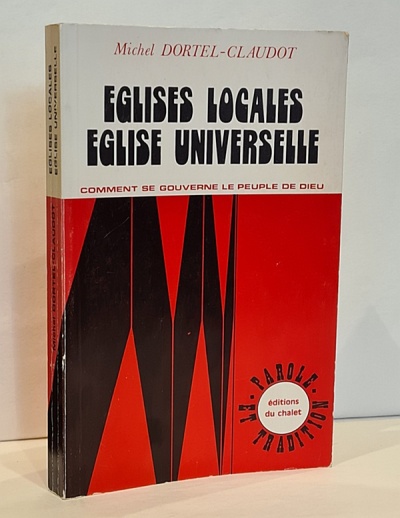 Michel DORTEL-CLAUDOT
EGLISES LOCALES
EGLISE UNIVERSELLE
COMMENT SE GOUVERNE LE PEUPLE DE DIEU
LE · PAROLE · TRADITION
éditions
du chalet
EGLISES LOCALES
EGLISE UNIVERSELLE
Michel DORTEL-CLAUDOT